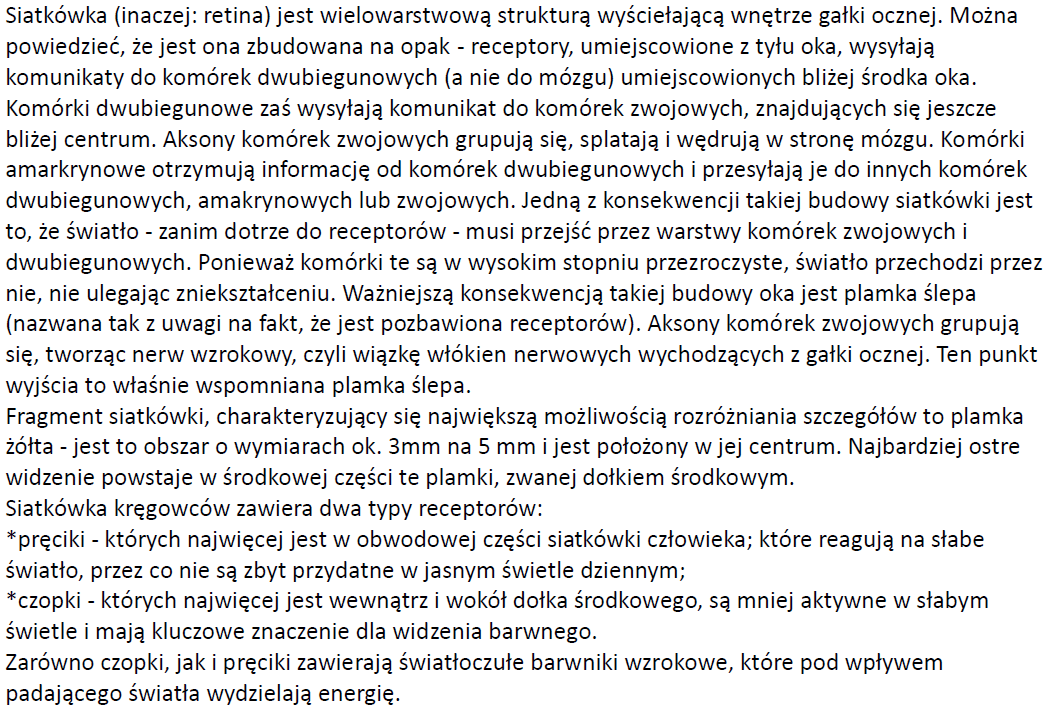 Siatkówka (inaczej: retina) jest wielowarstwową strukturą wyściełającą wnętrze gałki ocznej. Można
powiedzieć, że jest ona zbudowana na opak - receptory, umiejscowione z tyłu oka, wysyłają
komunikaty do komórek dwubiegunowych (a nie do mózgu) umiejscowionych bliżej środka oka.
Komórki dwubiegunowe zaś wysyłają komunikat do komórek zwojowych, znajdujących się jeszcze
bliżej centrum. Aksony komórek zwojowych grupują się, splatają i wędrują w stronę mózgu. Komórki
amarkrynowe otrzymują informację od komórek dwubiegunowych i przesyłają je do innych komórek
dwubiegunowych, amakrynowych lub zwojowych. Jedną z konsekwencji takiej budowy siatkówki jest
to, że światło - zanim dotrze do receptorów - musi przejść przez warstwy komórek zwojowych i
dwubiegunowych. Ponieważ komórki te są w wysokim stopniu przezroczyste, światło przechodzi przez
nie, nie ulegając zniekształceniu. Ważniejszą konsekwencją takiej budowy oka jest plamka ślepa
(nazwana tak z uwagi na fakt, że jest pozbawiona receptorów). Aksony komórek zwojowych grupują
się, tworząc nerw wzrokowy, czyli wiązkę włókien nerwowych wychodzących z gałki ocznej. Ten punkt
wyjścia to właśnie wspomniana plamka ślepa.
Fragment siatkówki, charakteryzujący się największą możliwością rozróżniania szczegółów to plamka
żółta - jest to obszar o wymiarach ok. 3mm na 5 mm i jest położony w jej centrum. Najbardziej ostre
widzenie powstaje w środkowej części te plamki, zwanej dołkiem środkowym.
Siatkówka kręgowców zawiera dwa typy receptorów:
*pręciki - których najwięcej jest w obwodowej części siatkówki człowieka; które reagują na słabe
światło, przez co nie są zbyt przydatne w jasnym świetle dziennym;
*czopki - których najwięcej jest wewnątrz i wokół dołka środkowego, są mniej aktywne w słabym
świetle i mają kluczowe znaczenie dla widzenia barwnego.
Zarówno czopki, jak i pręciki zawierają światłoczułe barwniki wzrokowe, które pod wpływem
padającego światła wydzielają energię.